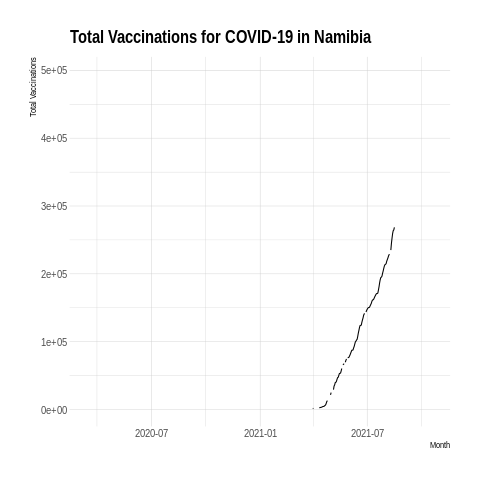 Total Vaccinations for COVID-19 in Namibia
Total Vaccinations
5e+05
4e+05
3e+05
2e+05
1e+05
0e+00
2020-07 2021-01 2021-07
Month